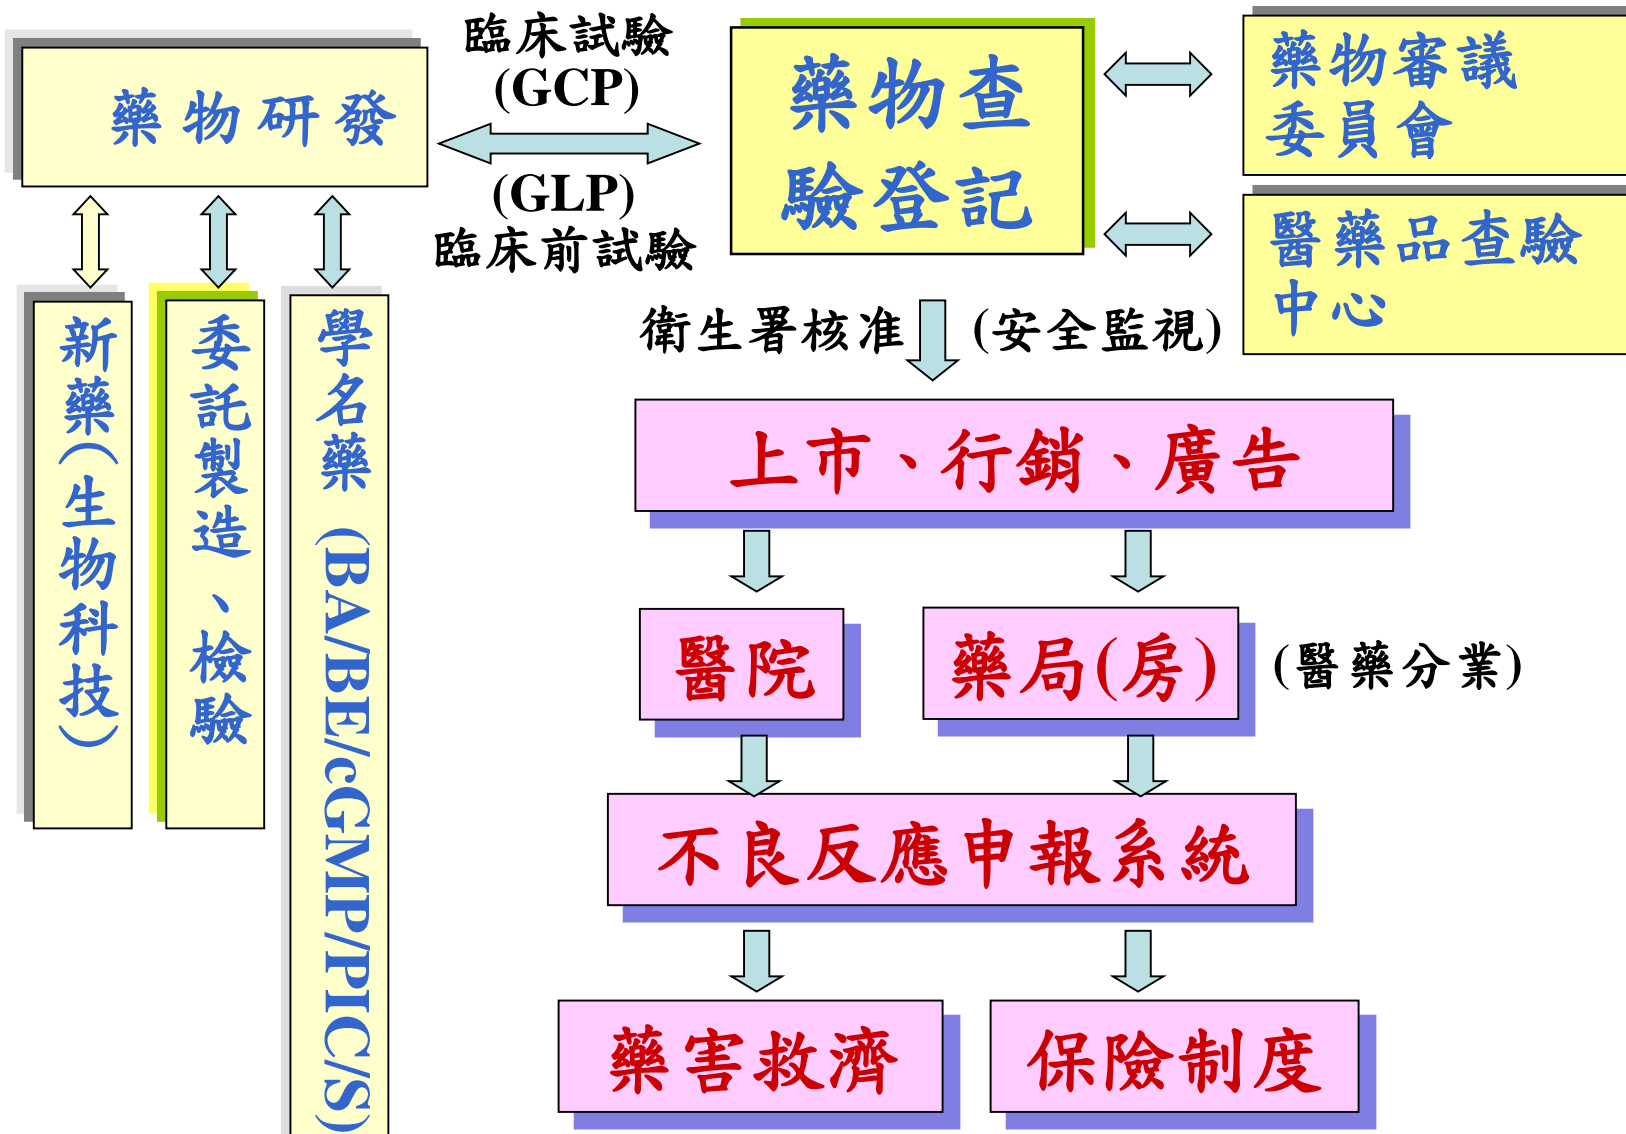 藥物研發
臨床試驗
(GCP)
(GLP)
臨床前試驗
藥物查
驗登記
藥物審議
委員會
醫藥品查驗
中心
新藥(生物科技)
委託製造、檢驗
學名藥 (BA/BE/cGMP/PIC/S)
衛生署核准 (安全監視)
上市、行銷、廣告
醫院
藥局(房)
(醫藥分業)
不良反應申報系統
藥害救濟
保險制度